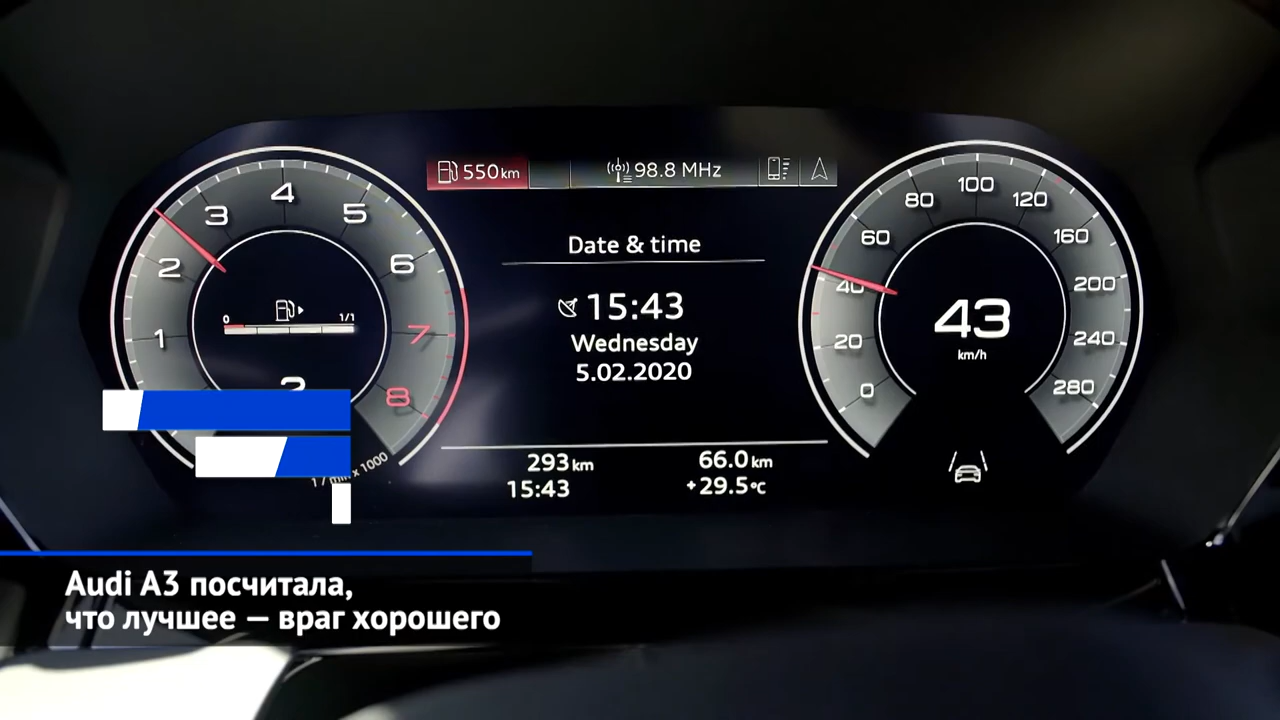 550 km
98.8 MHz
Date & time
15:43
Wednesday
5.02.2020
293 km
66.0 km
15:43
+29.5°C
1
2
3
4
5
6
7
8
0
1/1
2
1 / min x 1000
0
20
40
60
80
100
120
160
200
240
280
43
km/h
Audi A3 посчитала,
что лучшее — враг хорошего